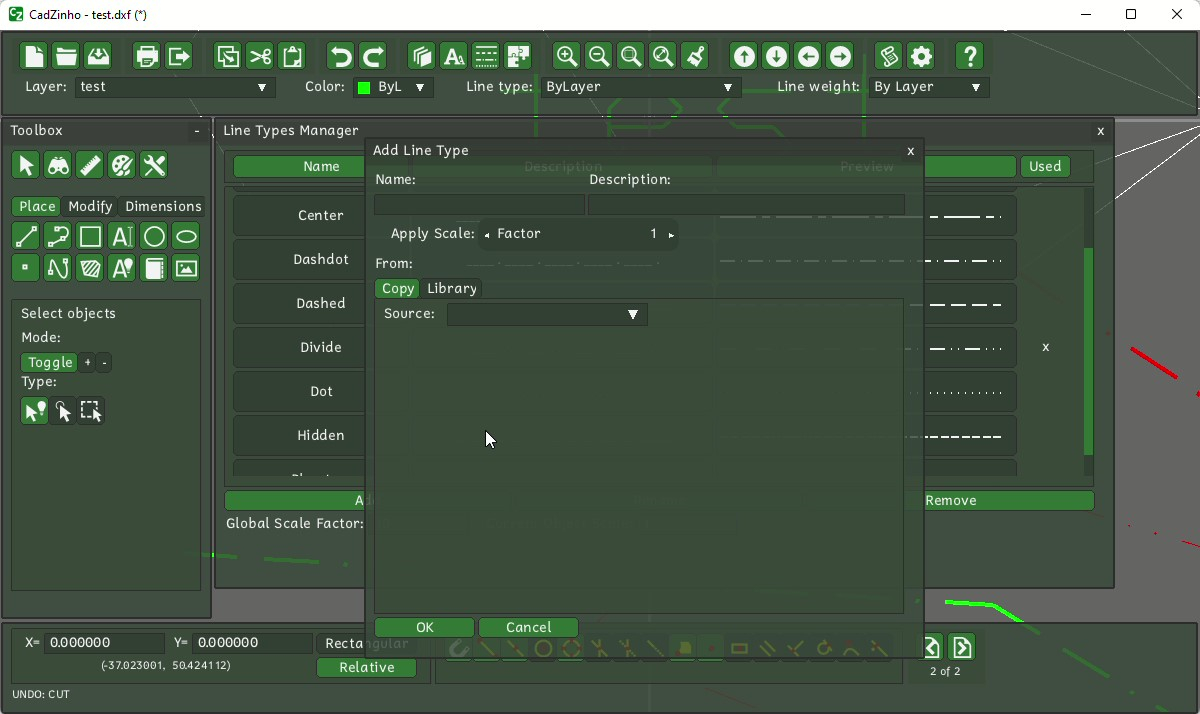 CadZinho - test.dxf (*)
Layer: test Color: ByL Line type: ByLayer Line weight: By Layer
Toolbox -
Line Types Manager x
Add Line Type x
Name Description Preview Used
Name: Description:
Place Modify Dimensions
Center
Apply Scale: Factor 1
Dashdot
From:
Copy Library
Dashed
Source:
Select objects
Mode:
Divide x
Toggle + -
Type:
Dot
Hidden
Remove
Global Scale Factor:
OK Cancel
X= 0.000000 Y= 0.000000 Rectangular
(-37.023001, 50.424112) Relative
2 of 2
UNDO: CUT